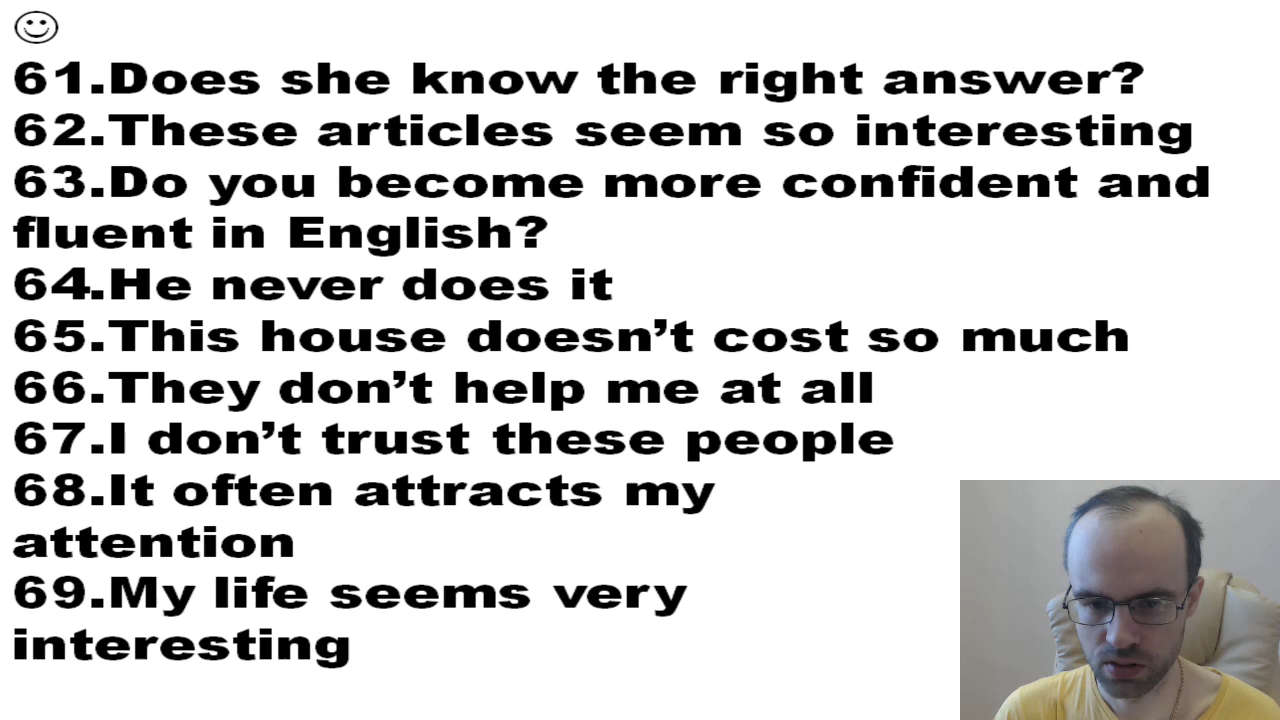 61.Does she know the right answer?
62.These articles seem so interesting
63.Do you become more confident and
fluent in English?
64.He never does it
65.This house doesn’t cost so much
66.They don’t help me at all
67.I don’t trust these people
68.It often attracts my
attention
69.My life seems very
interesting